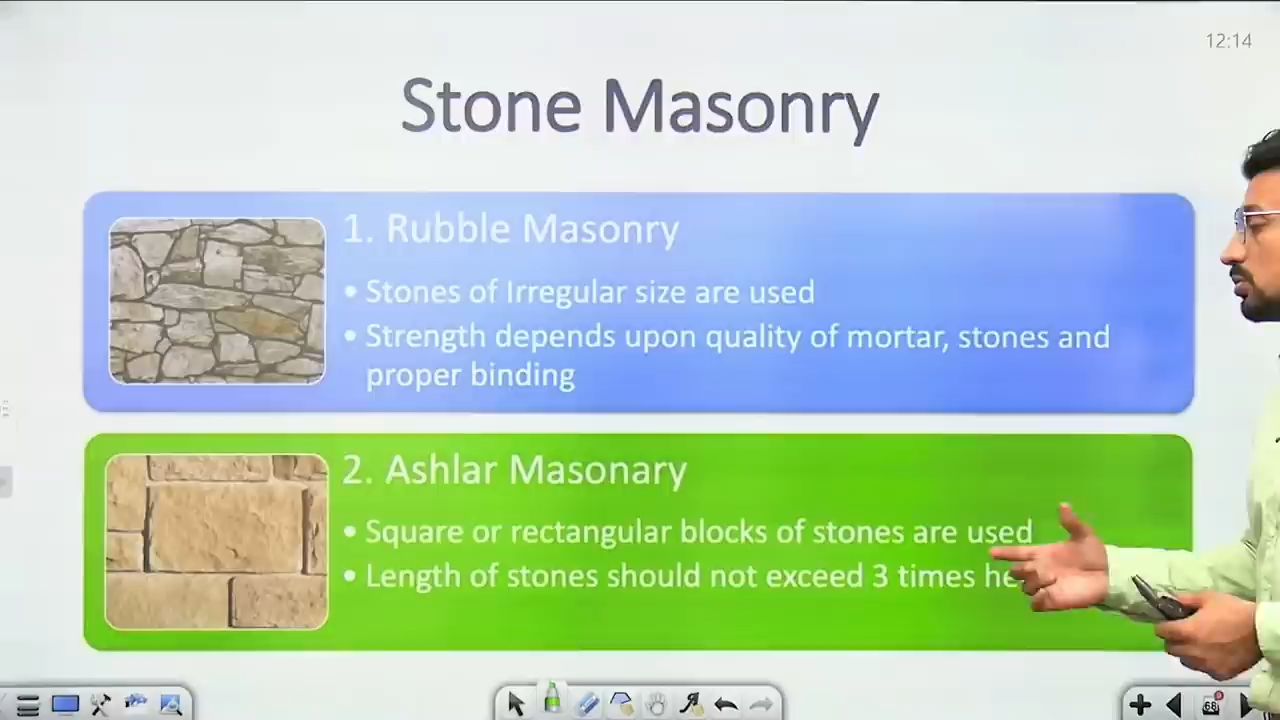 12:14
Stone Masonry
1. Rubble Masonry
• Stones of Irregular size are used
• Strength depends upon quality of mortar, stones and
proper binding
2. Ashlar Masonary
• Square or rectangular blocks of stones are used
• Length of stones should not exceed 3 times
68